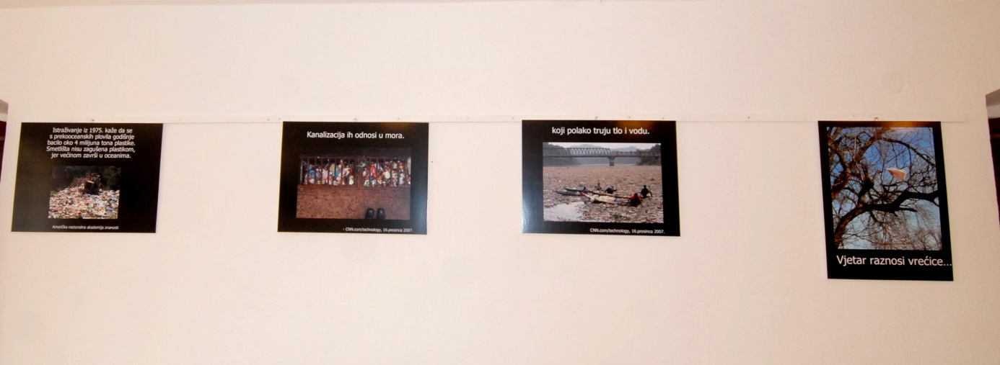 Istraživanje iz 1975. kaže da se
s prekooceanskih plovila godišnje
bacilo oko 4 milijuna tona plastike.
Smetlišta nisu zagušena plastikom,
jer većinom završi u oceanima.
Američka nacionalna akademija znanosti
Kanalizacija ih odnosi u mora.
- CNN.com/technology, 16.prosinca 2007.
koji polako truju tlo i vodu.
CNN.com/technology, 16.prosinca 2007.
Vjetar raznosi vrećice...